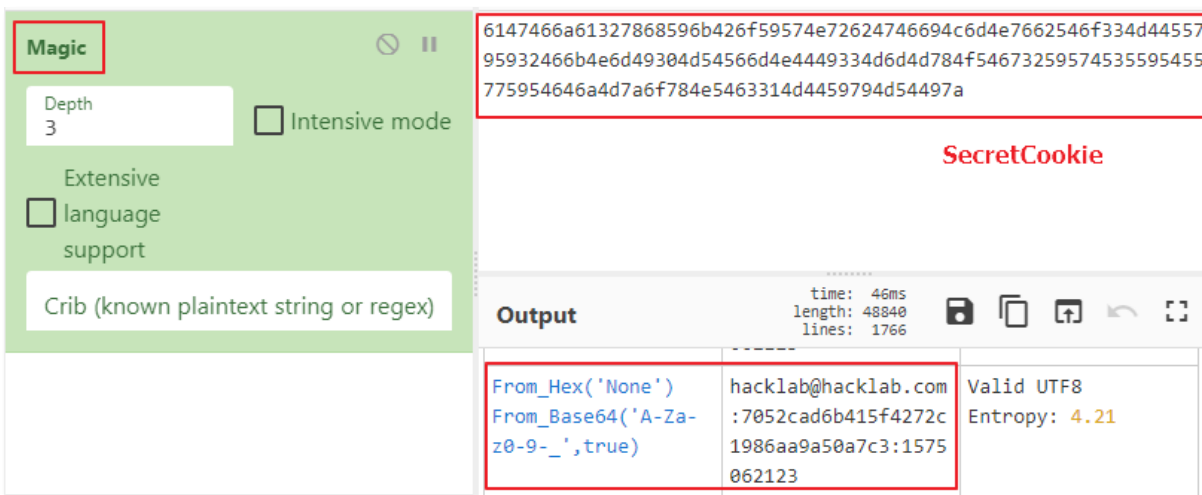 Magic
Depth
3
Intensive mode
Extensive
language
support
Crib (known plaintext string or regex)
6147466a61327868596b426f59574e72624746694c6d4e7662546f334d44557
95932466b4e6d49304d54566d4e4449334d6d4d784f54673259574535595455
775954646a4d7a6f784e5463314d4459794d54497a
SecretCookie
Output
time: 46ms
length: 48840
lines: 1766
From_Hex('None')
From_Base64('A-Za-
z0-9-_',true)
hacklab@hacklab.com
:7052cad6b415f4272c
1986aa9a50a7c3:1575
062123
Valid UTF8
Entropy: 4.21